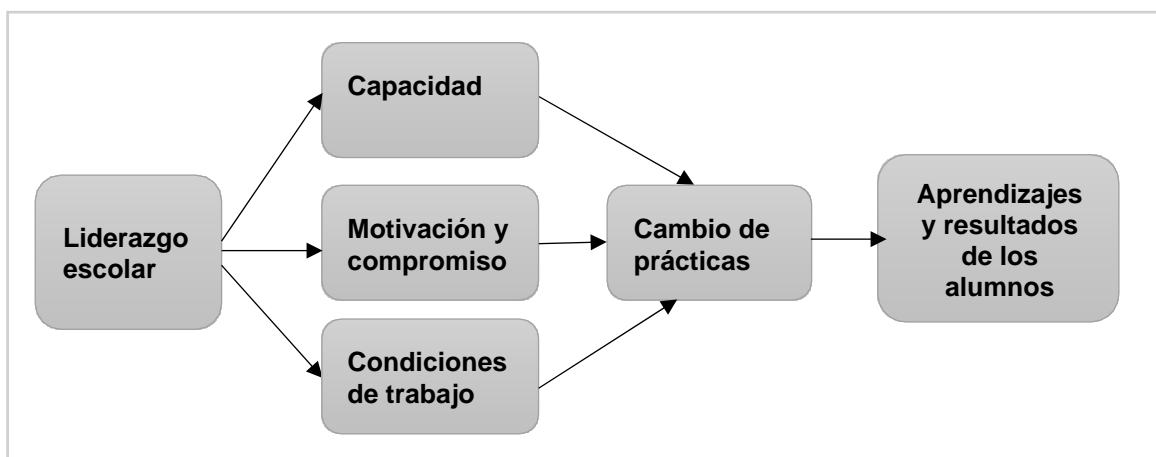 Liderazgo
escolar
Capacidad
Motivación y
compromiso
Condiciones
de trabajo
Cambio de
prácticas
Aprendizajes
y resultados
de los
alumnos